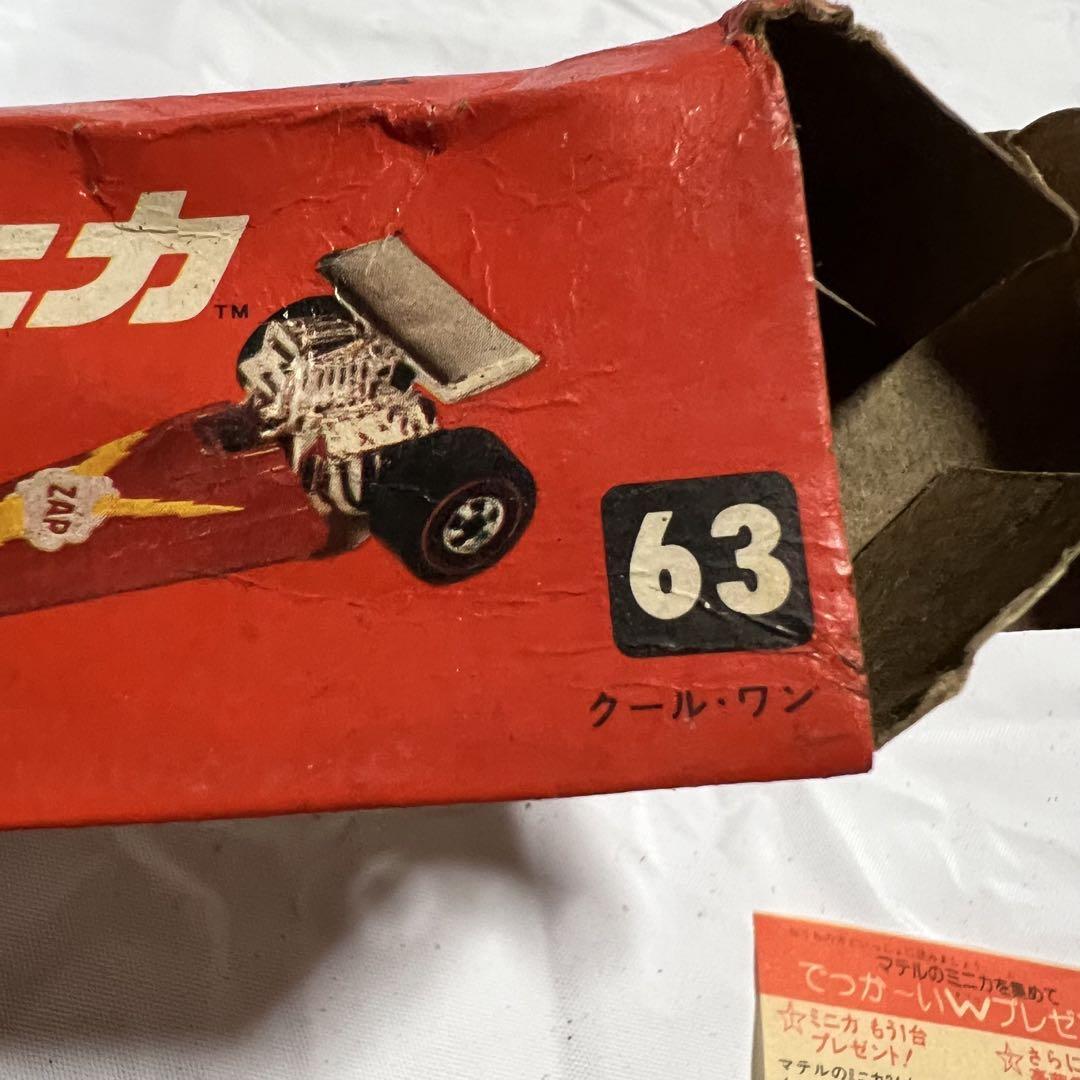 ニカ
TM
ZAP
63
クール・ワン
マテルのミニカを集めて
でっか〜いWプレゼ
☆ミニカ もう1台
プレゼント!
☆さらに
マテルのミニカ